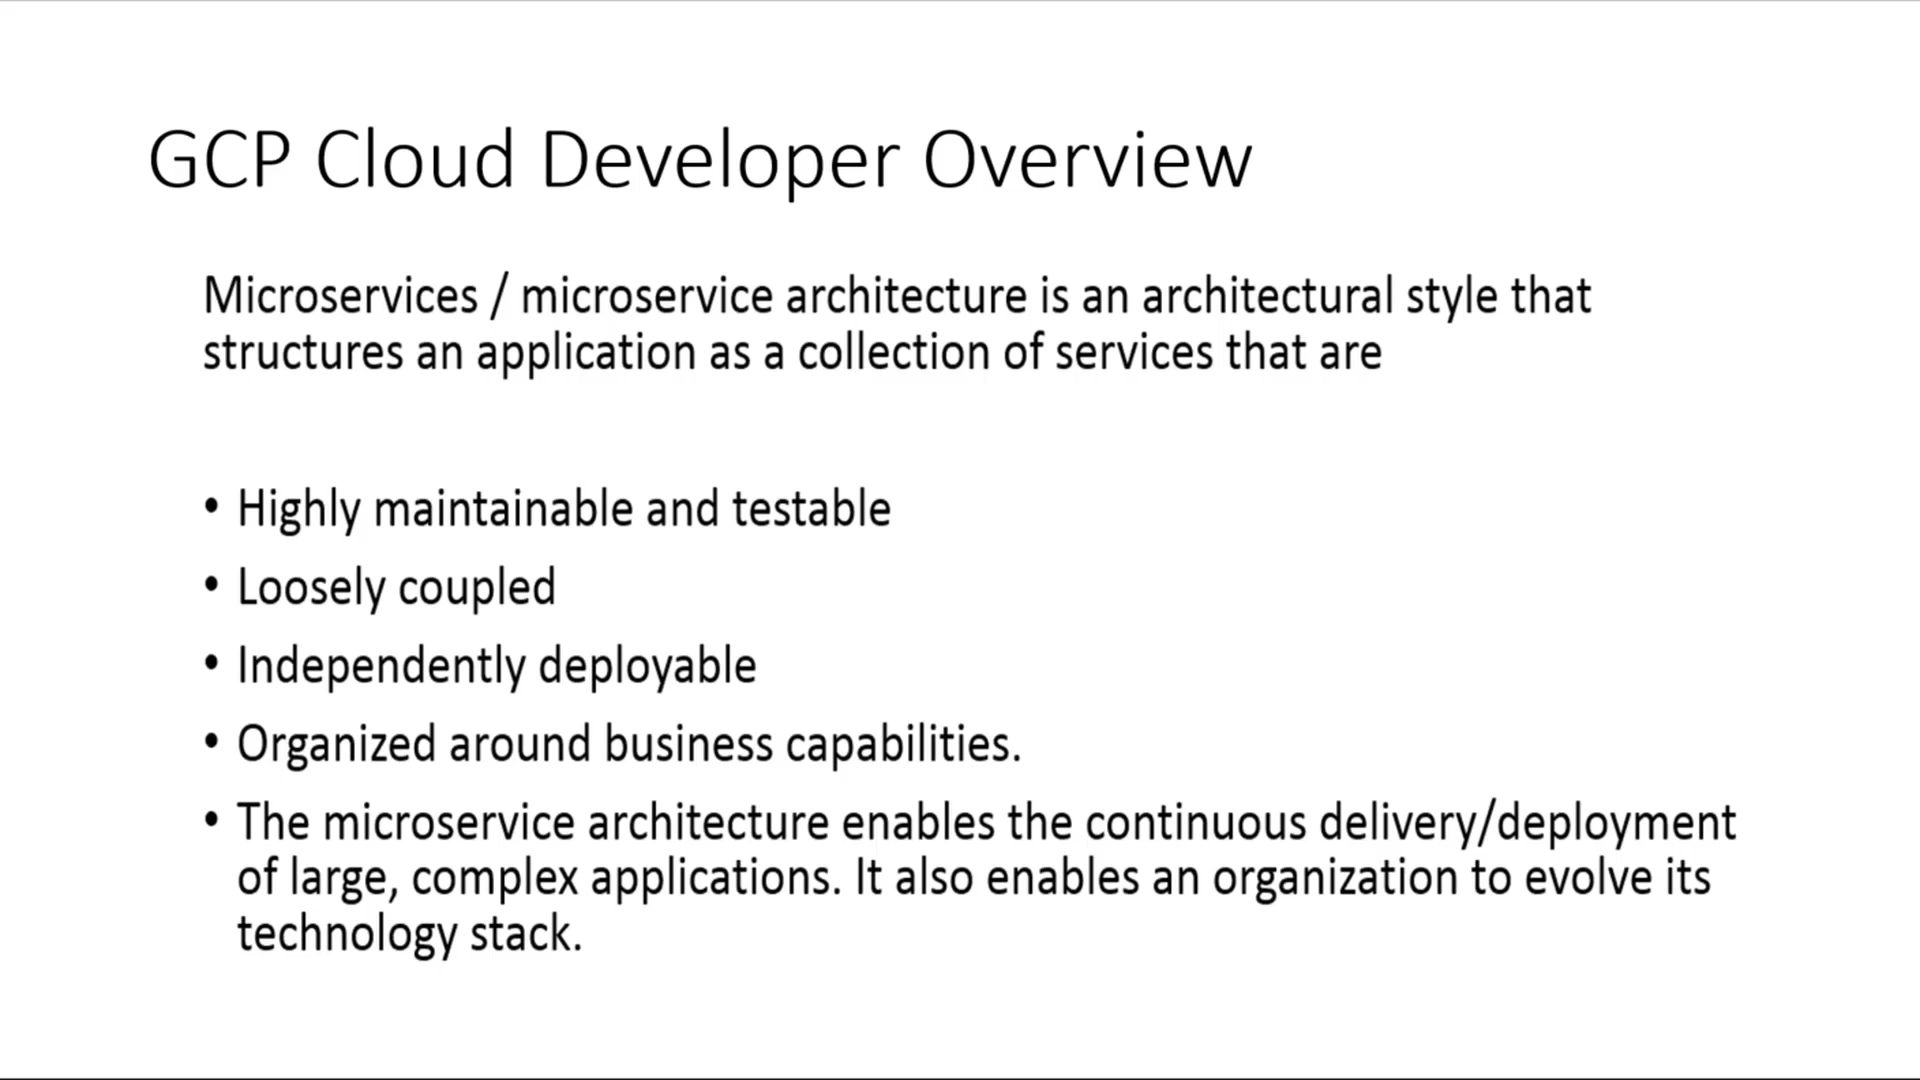 GCP Cloud Developer Overview
Microservices / microservice architecture is an architectural style that
structures an application as a collection of services that are
• Highly maintainable and testable
• Loosely coupled
• Independently deployable
• Organized around business capabilities.
• The microservice architecture enables the continuous delivery/deployment
of large, complex applications. It also enables an organization to evolve its
technology stack.